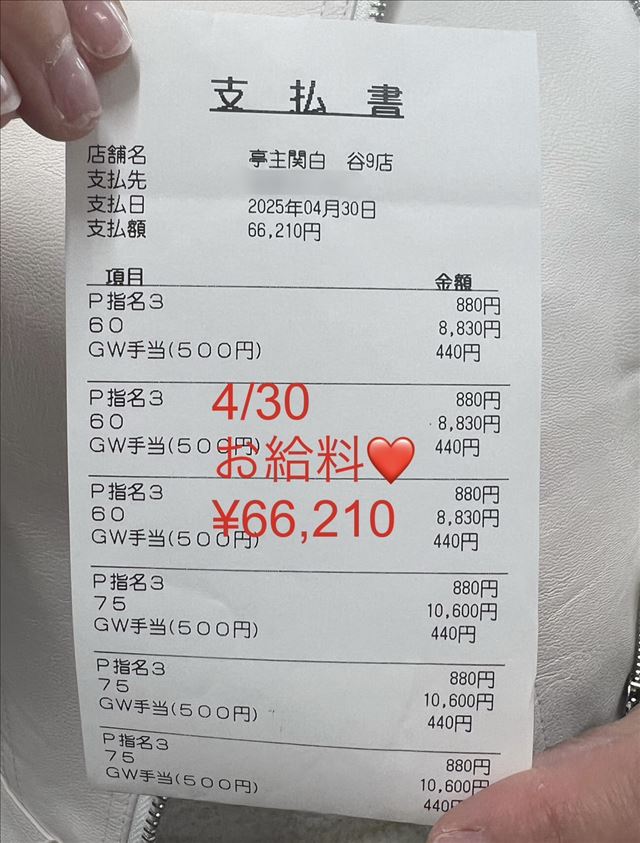 支払書
店舗名 亭主関白 谷9店
支払先
支払日 2025年04月30日
支払額 66,210円
項目 金額
P指名3 880円
60 8,830円
GW手当(500円) 440円
P指名3 880円
60 8,830円
GW手当(500円) 440円
P指名3 880円
60 8,830円
GW手当(500円) 440円
P指名3 880円
75 10,600円
GW手当(500円) 440円
P指名3 880円
75 10,600円
GW手当(500円) 440円
P指名3 880円
75 10,600円
GW手当(500円) 440円
4/30
お給料❤️
¥66,210